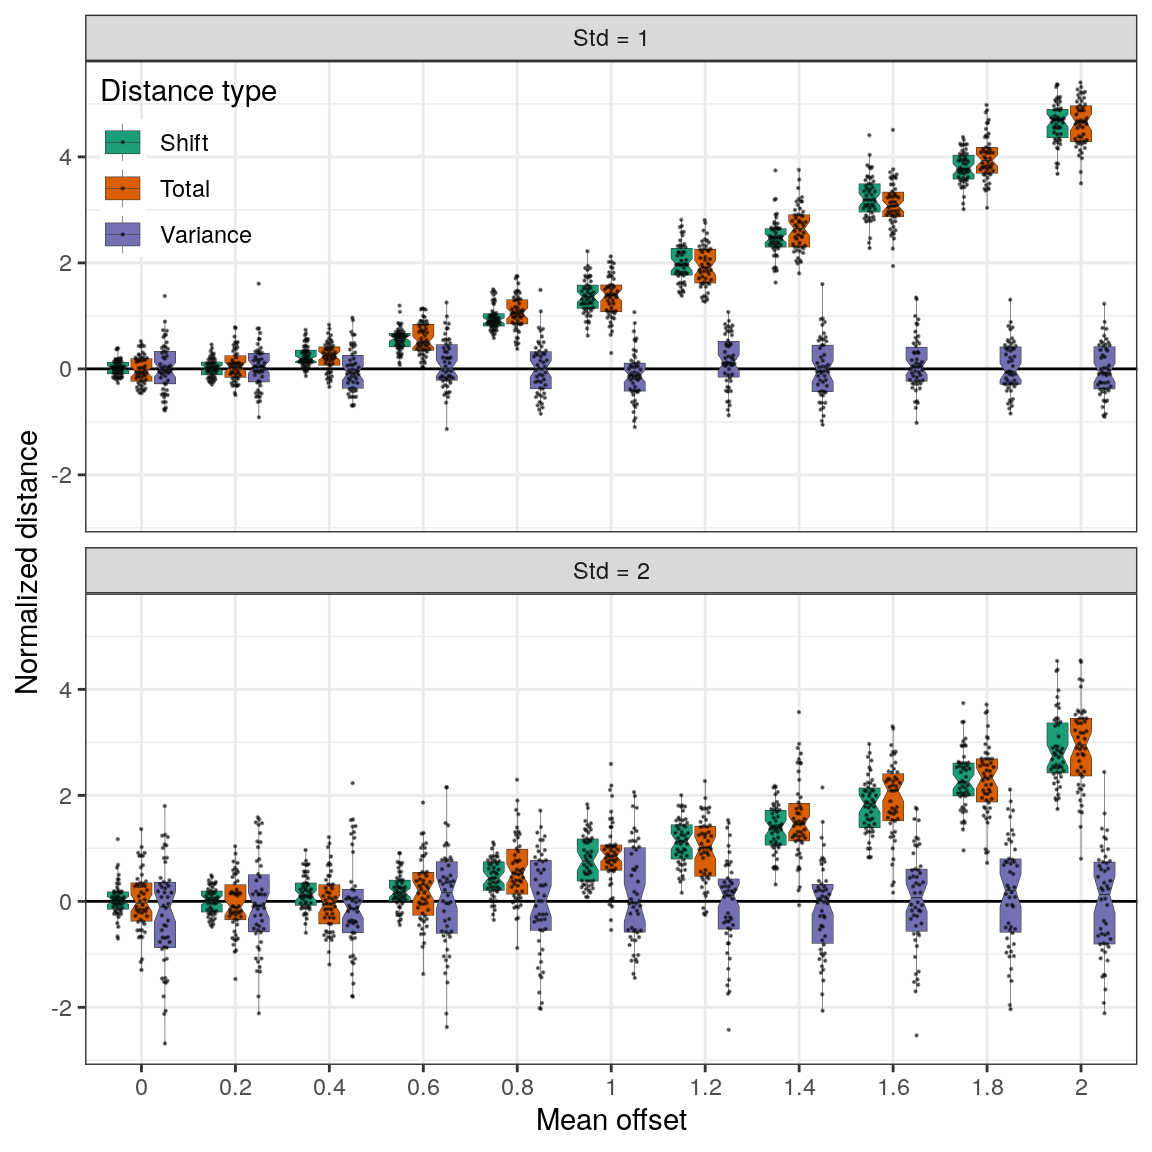 Std = 1
Distance type
Shift
Total
Variance
4
2
0
-2
Normalized distance
Std = 2
4
2
0
-2
0 0.2 0.4 0.6 0.8 1 1.2 1.4 1.6 1.8 2
Mean offset